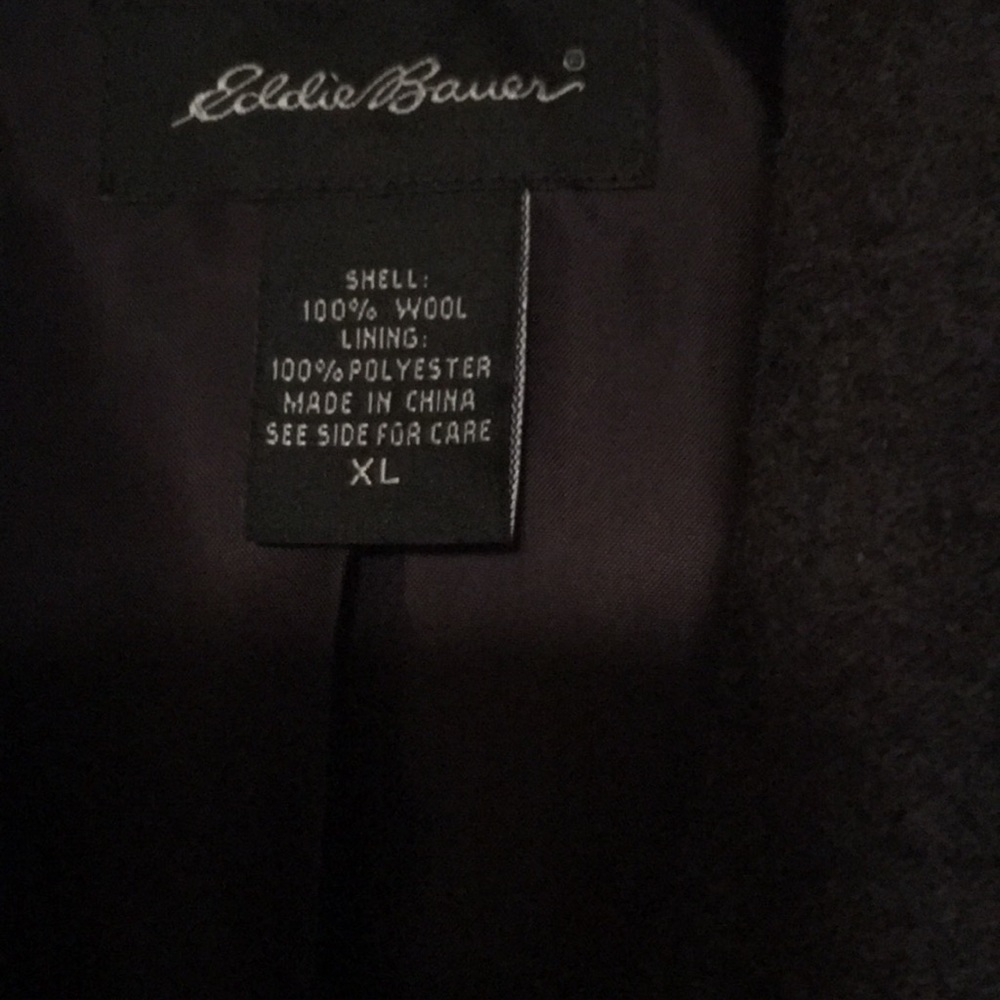 Eddie Bauer®
SHELL:
100% WOOL
LINING:
100% POLYESTER
MADE IN CHINA
SEE SIDE FOR CARE
XL